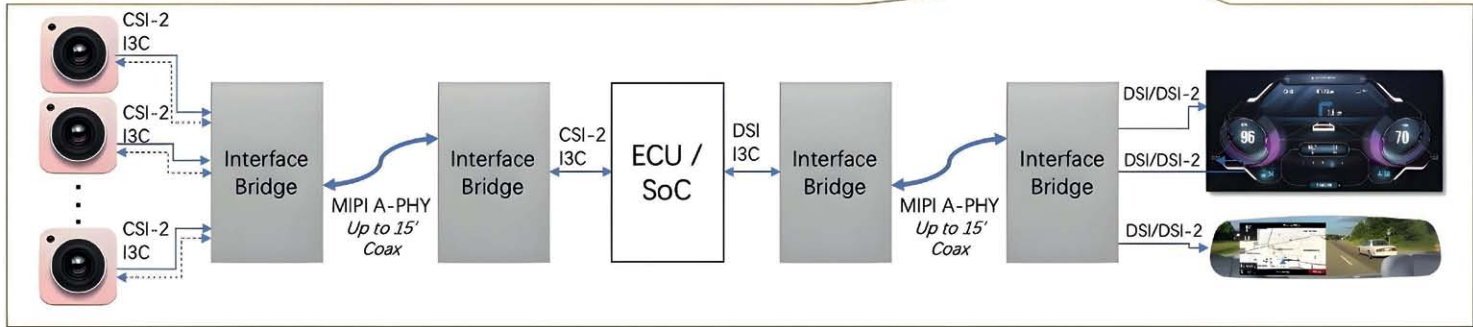 CSI-2
I3C
CSI-2
I3C
CSI-2
I3C
Interface
Bridge
MIPI A-PHY
Up to 15'
Coax
Interface
Bridge
CSI-2
I3C
ECU /
SoC
DSI
I3C
Interface
Bridge
MIPI A-PHY
Up to 15'
Coax
Interface
Bridge
DSI/DSI-2
DSI/DSI-2
DSI/DSI-2
96
70